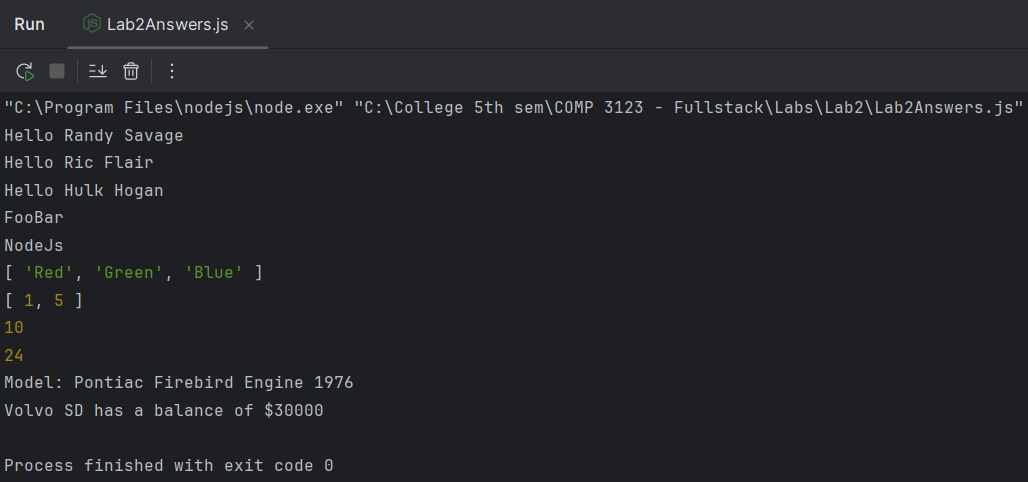 Run Lab2Answers.js
"C:\Program Files\nodejs\node.exe" "C:\College 5th sem\COMP 3123 - Fullstack\Labs\Lab2\Lab2Answers.js"
Hello Randy Savage
Hello Ric Flair
Hello Hulk Hogan
FooBar
NodeJs
[ 'Red', 'Green', 'Blue' ]
[ 1, 5 ]
10
24
Model: Pontiac Firebird Engine 1976
Volvo SD has a balance of $30000
Process finished with exit code 0